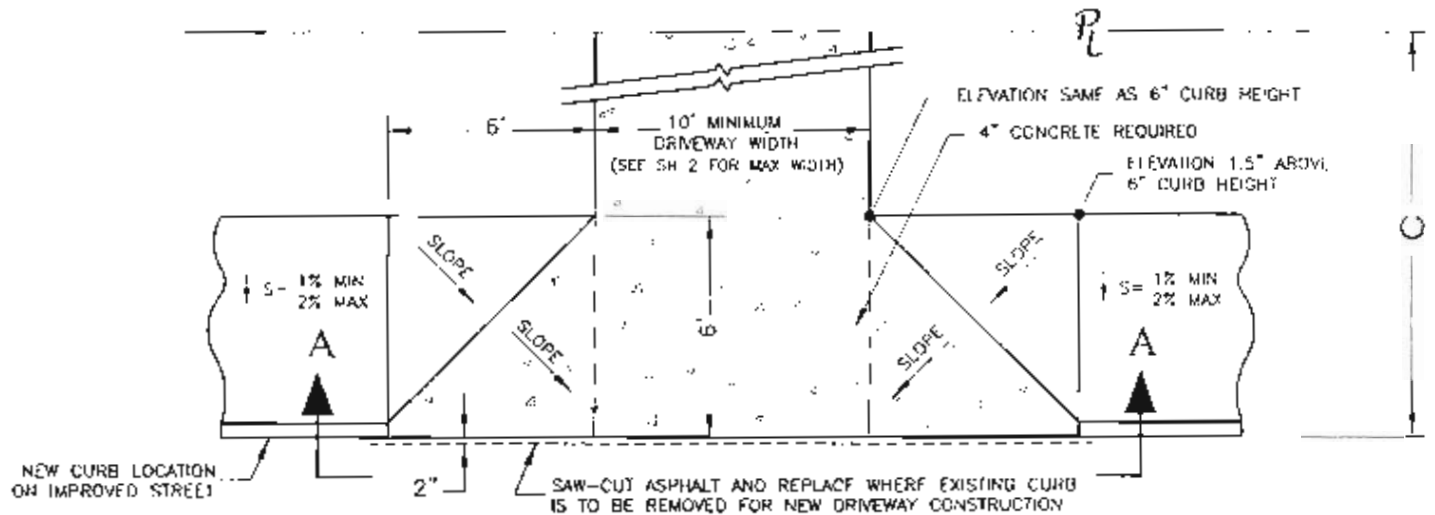 PL
ELEVATION SAME AS 6" CURB HEIGHT
6'
10' MINIMUM
DRIVEWAY WIDTH
(SEE SH 2 FOR MAX WIDTH)
4" CONCRETE REQUIRED
ELEVATION 1.5" ABOVE
6" CURB HEIGHT
C
SLOPE
SLOPE
S= 1% MIN
2% MAX
S= 1% MIN
2% MAX
A
SLOPE
6'
SLOPE
A
NEW CURB LOCATION
ON IMPROVED STREET
2"
SAW-CUT ASPHALT AND REPLACE WHERE EXISTING CURB
IS TO BE REMOVED FOR NEW DRIVEWAY CONSTRUCTION